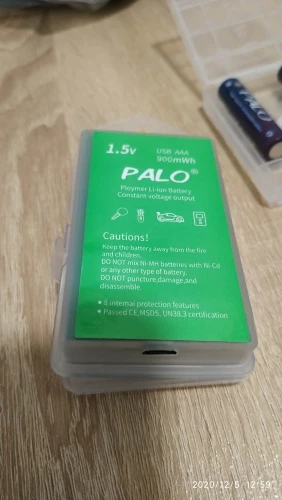 1.5v
USB AAA
900mWh
PALO®
Ploymer Li-ion Battery
Constant voltage output
Cautions!
Keep the battery away from the fire
and children.
DO NOT mix Ni-MH batteries with Ni-Cd
or any other type of battery.
DO NOT puncture,damage,and
disassemble.
• 8 internal protection features
• Passed CE,MSDS, UN38.3 certification
PALO
2020/12/5 12:59